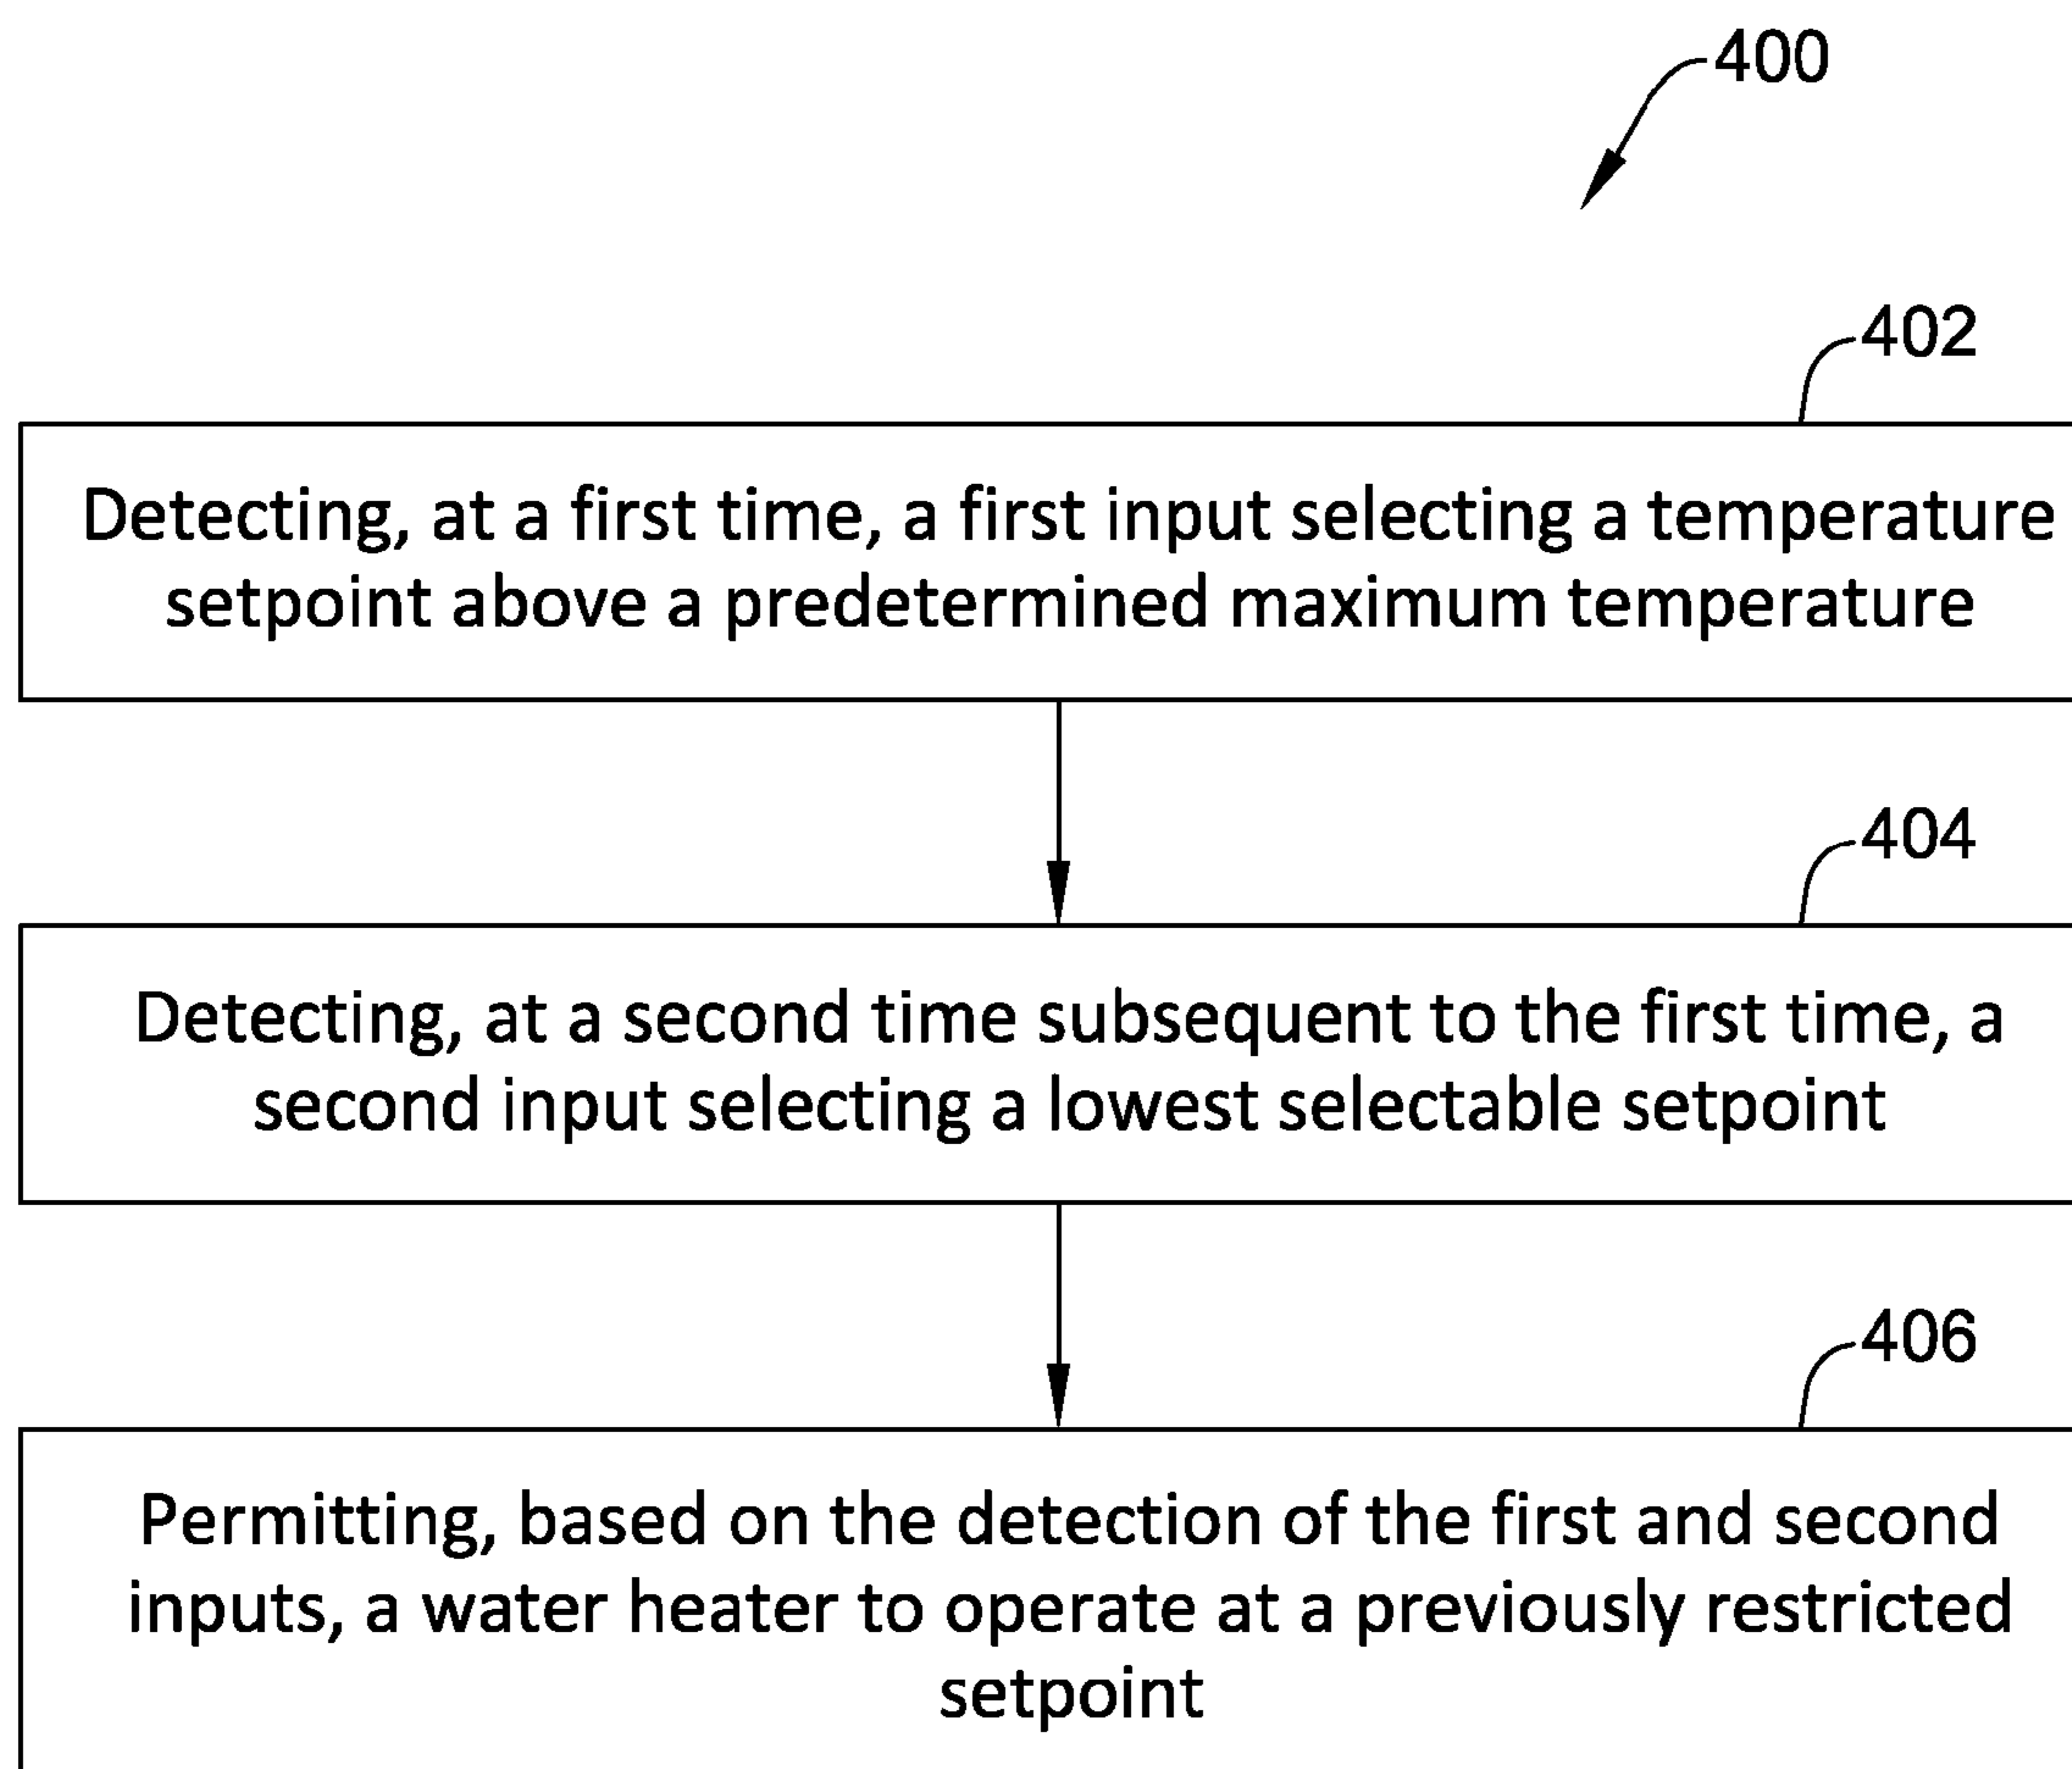 400
402
Detecting, at a first time, a first input selecting a temperature
setpoint above a predetermined maximum temperature
404
Detecting, at a second time subsequent to the first time, a
second input selecting a lowest selectable setpoint
406
Permitting, based on the detection of the first and second
inputs, a water heater to operate at a previously restricted
setpoint